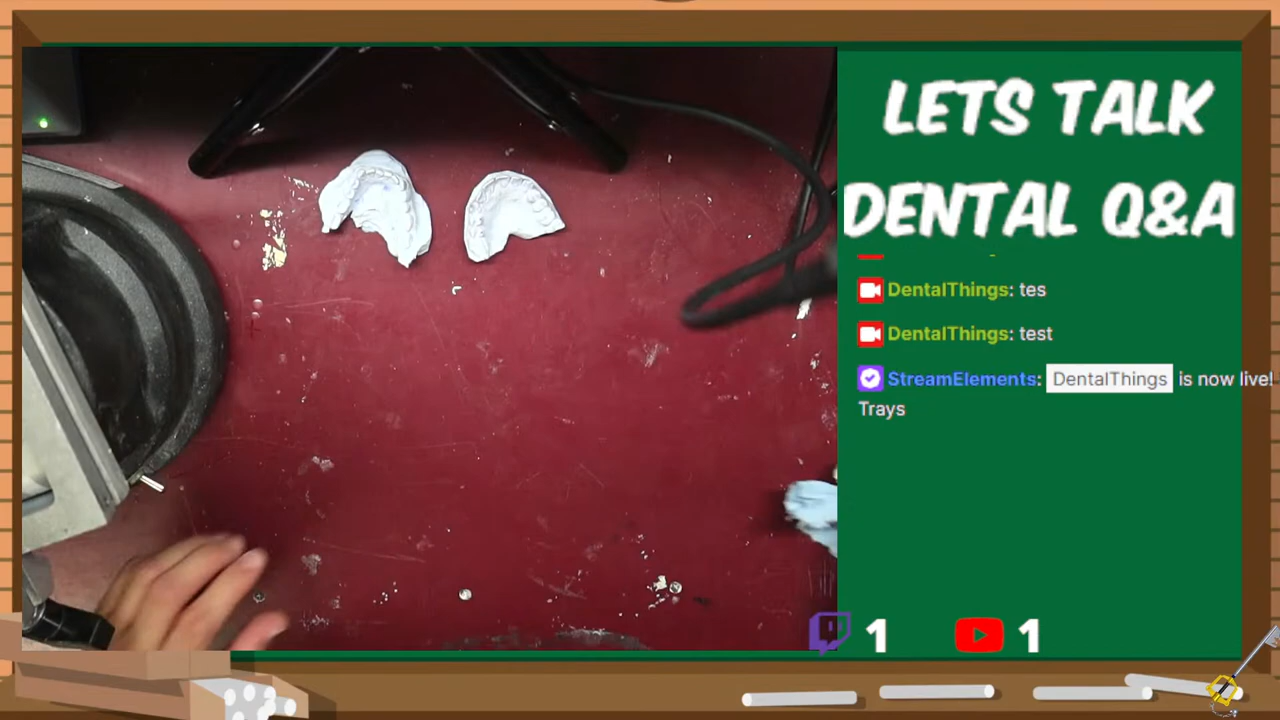 LETS TALK
DENTAL Q&A
DentalThings: tes
DentalThings: test
StreamElements: DentalThings is now live!
Trays
1 1